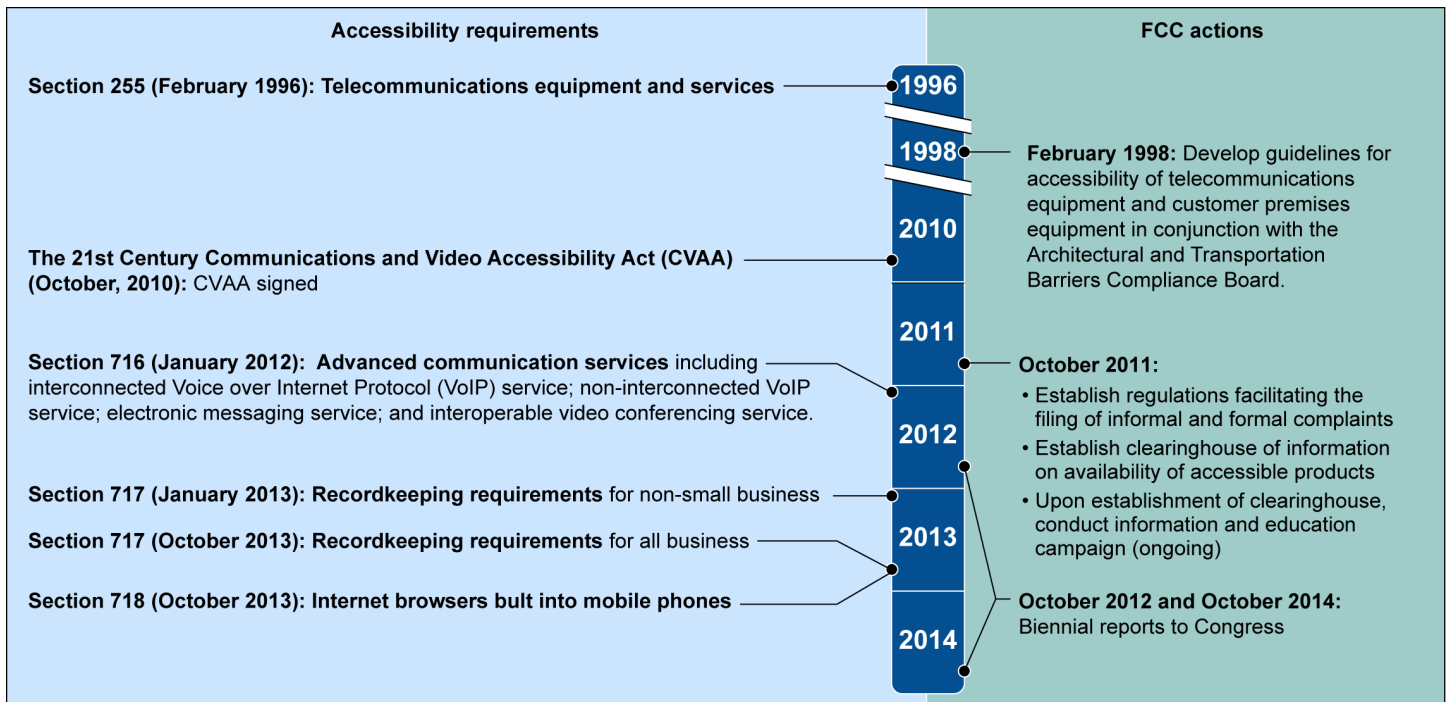 Accessibility requirements
FCC actions
Section 255 (February 1996): Telecommunications equipment and services
1996
1998
February 1998: Develop guidelines for
accessibility of telecommunications
equipment and customer premises
equipment in conjunction with the
Architectural and Transportation
Barriers Compliance Board.
2010
The 21st Century Communications and Video Accessibility Act (CVAA)
(October, 2010): CVAA signed
2011
Section 716 (January 2012):  Advanced communication services including
interconnected Voice over Internet Protocol (VoIP) service; non-interconnected VoIP
service; electronic messaging service; and interoperable video conferencing service.
October 2011:
• Establish regulations facilitating the
filing of informal and formal complaints
• Establish clearinghouse of information
on availability of accessible products
• Upon establishment of clearinghouse,
conduct information and education
campaign (ongoing)
2012
Section 717 (January 2013): Recordkeeping requirements for non-small business
Section 717 (October 2013): Recordkeeping requirements for all business
2013
Section 718 (October 2013): Internet browsers bult into mobile phones
October 2012 and October 2014:
Biennial reports to Congress
2014